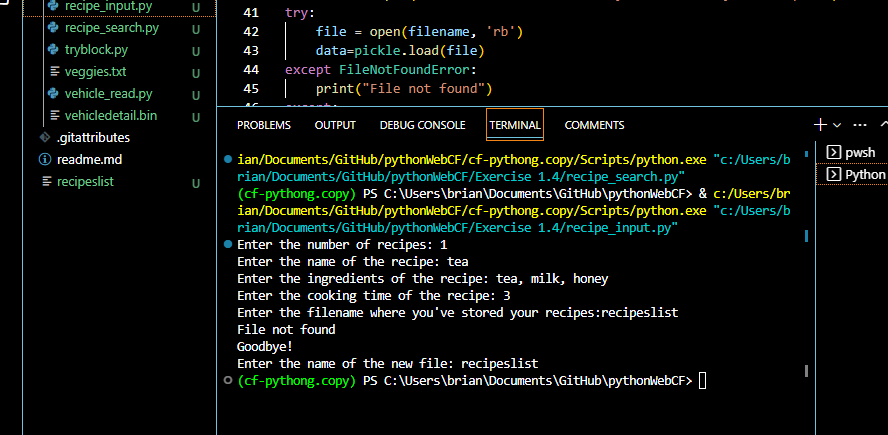 recipe_input.py U
recipe_search.py U
tryblock.py U
veggies.txt U
vehicle_read.py U
vehicledetail.bin U
.gitattributes
readme.md
recipeslist U
41 try:
42 file = open(filename, 'rb')
43 data=pickle.load(file)
44 except FileNotFoundError:
45 print("File not found")
46 except:
PROBLEMS OUTPUT DEBUG CONSOLE TERMINAL COMMENTS
ian/Documents/GitHub/pythonWebCF/cf-pythong.copy/Scripts/python.exe "c:/Users/b
rian/Documents/GitHub/pythonWebCF/Exercise 1.4/recipe_search.py"
(cf-pythong.copy) PS C:\Users\brian\Documents\GitHub\pythonWebCF> & c:/Users/br
ian/Documents/GitHub/pythonWebCF/cf-pythong.copy/Scripts/python.exe "c:/Users/b
rian/Documents/GitHub/pythonWebCF/Exercise 1.4/recipe_input.py"
Enter the number of recipes: 1
Enter the name of the recipe: tea
Enter the ingredients of the recipe: tea, milk, honey
Enter the cooking time of the recipe: 3
Enter the filename where you've stored your recipes:recipeslist
File not found
Goodbye!
Enter the name of the new file: recipeslist
(cf-pythong.copy) PS C:\Users\brian\Documents\GitHub\pythonWebCF>
pwsh
Python